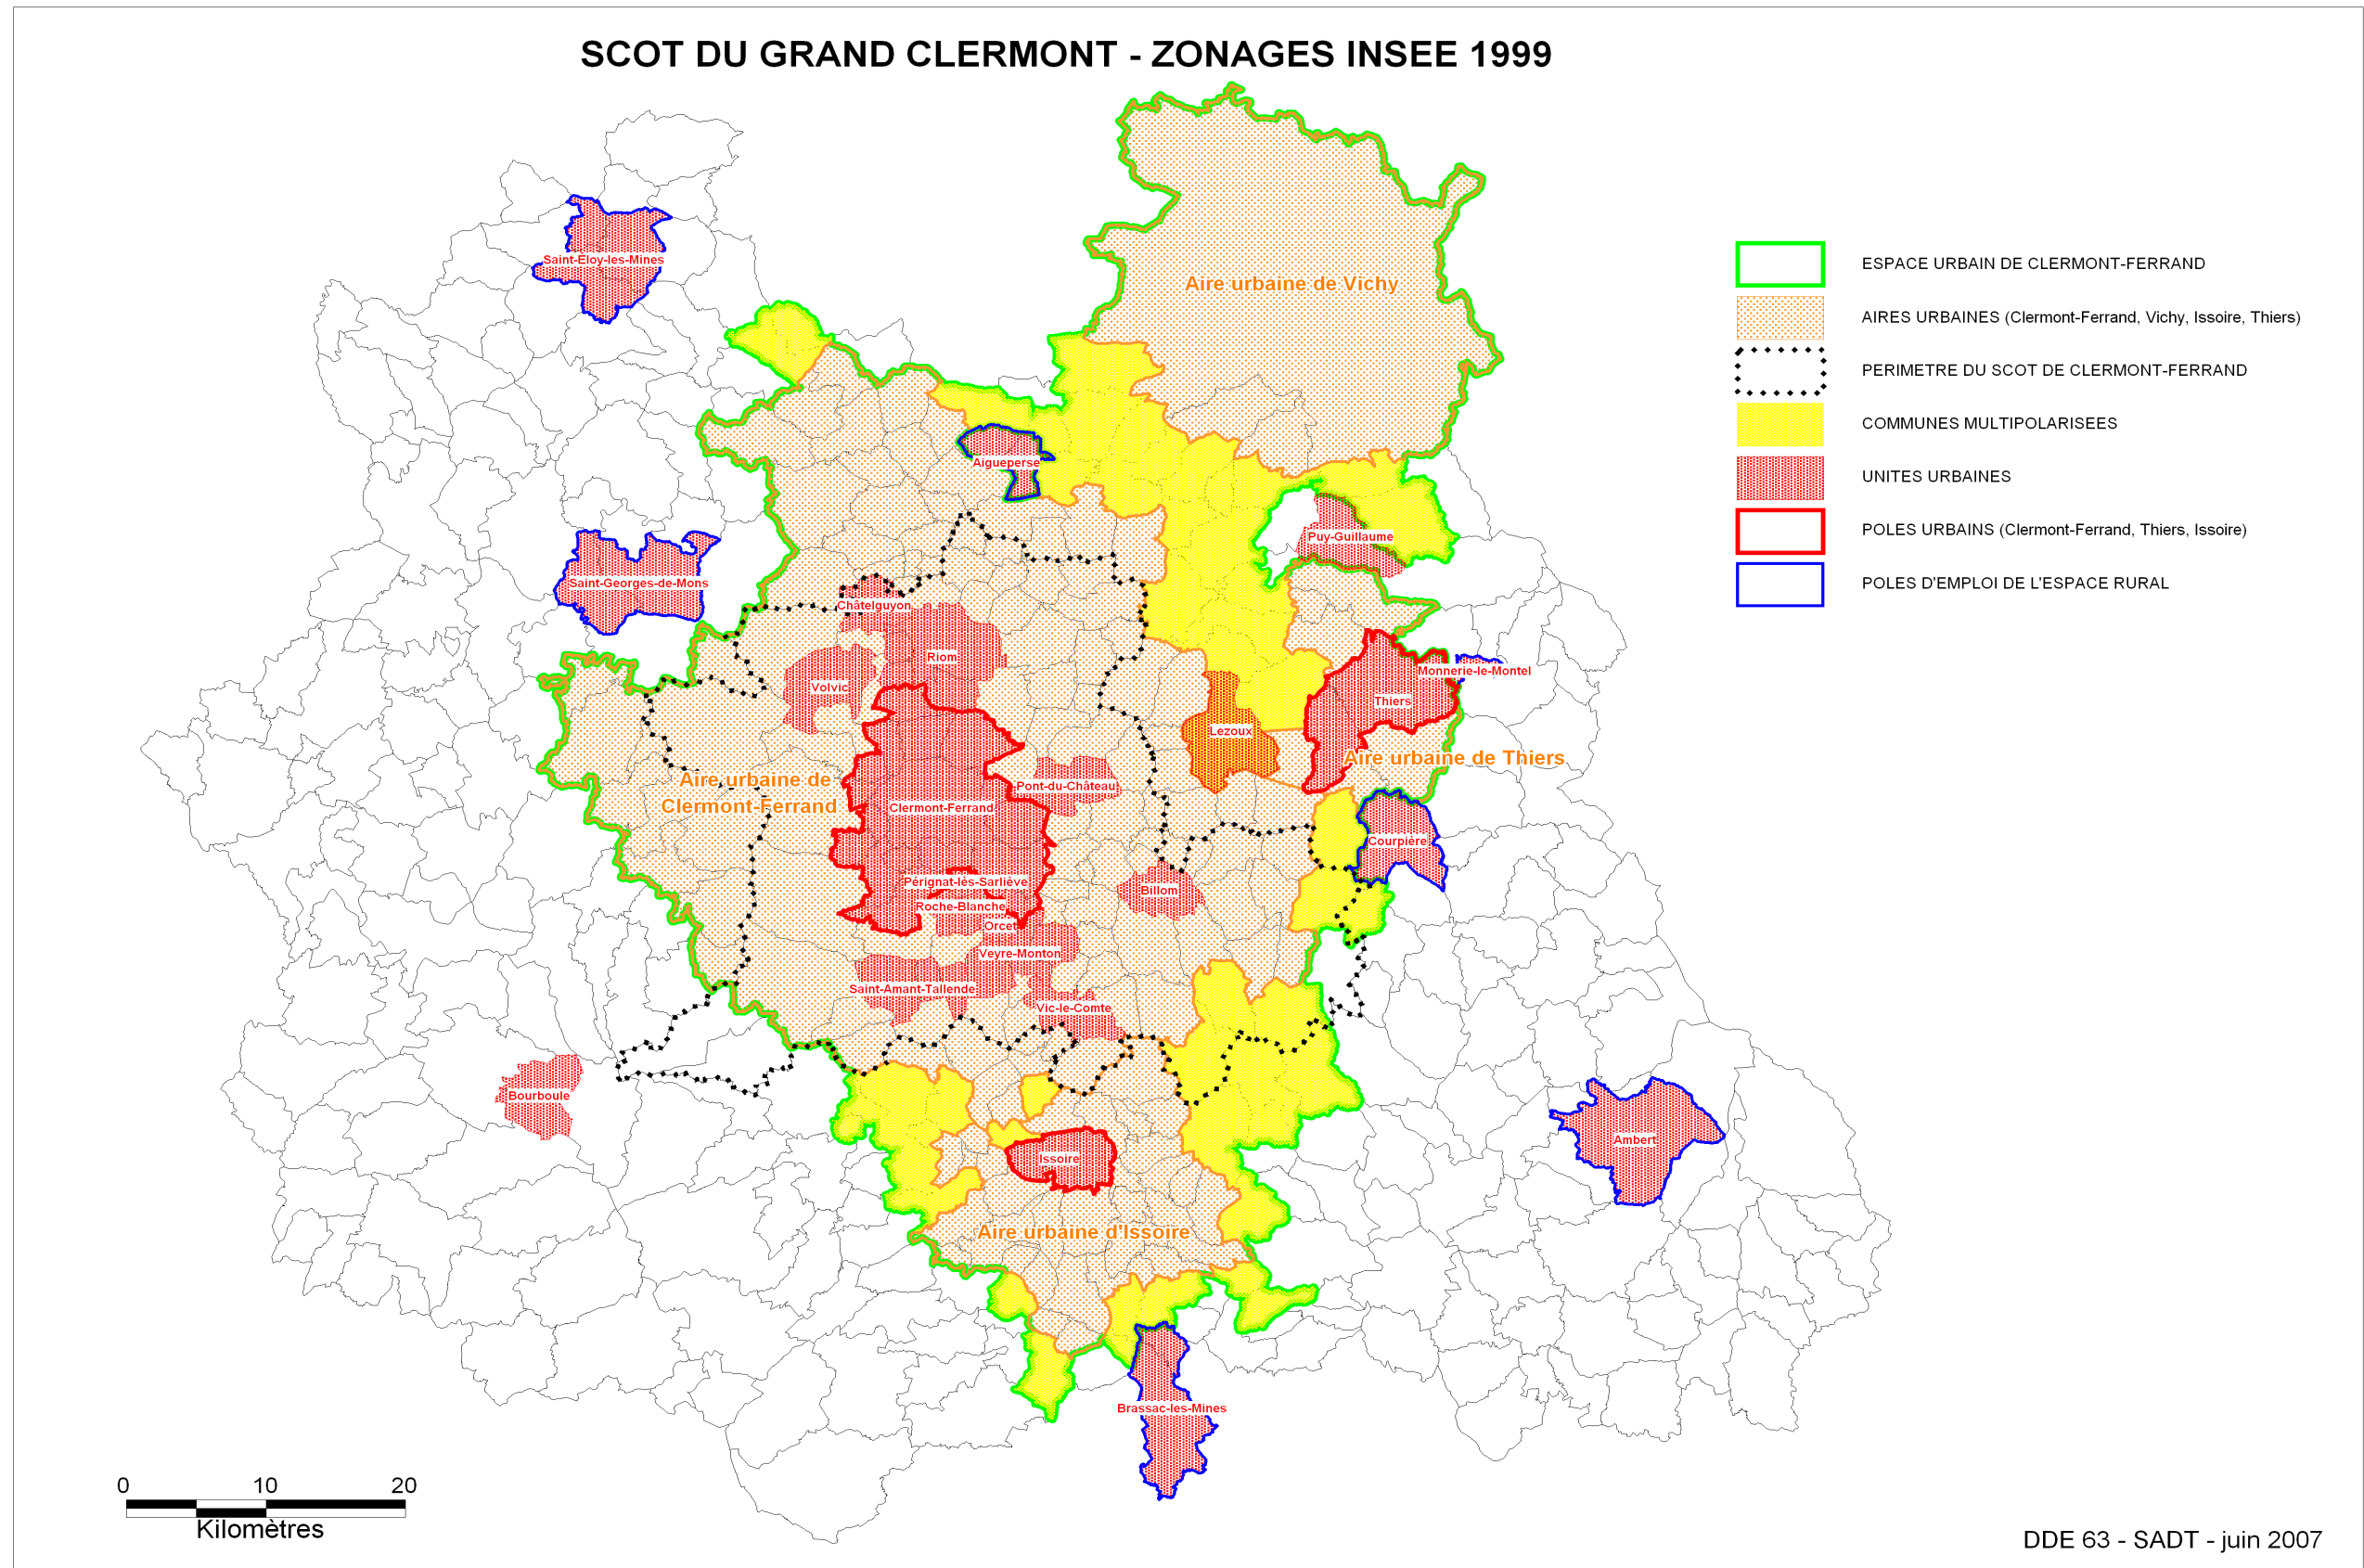 SCOT DU GRAND CLERMONT - ZONAGES INSEE 1999
Saint-Éloy-les-Mines
Aire urbaine de Vichy
ESPACE URBAIN DE CLERMONT-FERRAND
AIRES URBAINES (Clermont-Ferrand, Vichy, Issoire, Thiers)
PERIMETRE DU SCOT DE CLERMONT-FERRAND
COMMUNES MULTIPOLARISEES
UNITES URBAINES
POLES URBAINS (Clermont-Ferrand, Thiers, Issoire)
POLES D'EMPLOI DE L'ESPACE RURAL
Aigueperse
Puy-Guillaume
Saint-Georges-de-Mons
Châtelguyon
Riom
Monnerie-le-Montel
Volvic
Thiers
Lezoux
Aire urbaine de Thiers
Aire urbaine de
Clermont-Ferrand
Pont-du-Château
Clermont-Ferrand
Courpière
Pérignat-lès-Sarliève
Billom
Roche-Blanche
Orcet
Veyre-Monton
Saint-Amant-Tallende
Vic-le-Comte
Bourboule
Ambert
Issoire
Aire urbaine d'Issoire
Brassac-les-Mines
0 10 20
Kilomètres
DDE 63 - SADT - juin 2007